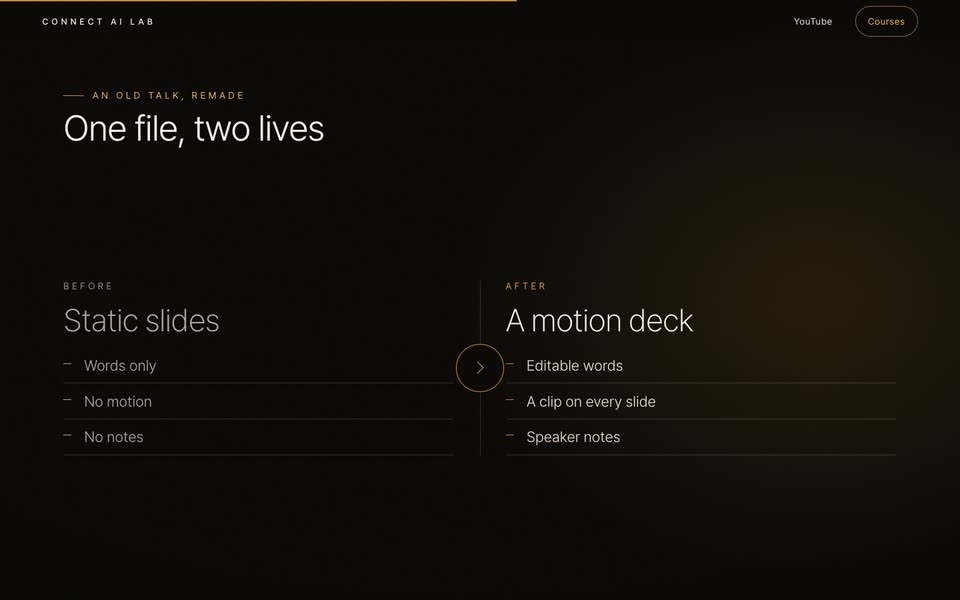 CONNECT AI LAB
YouTube
Courses
AN OLD TALK, REMADE
One file, two lives
BEFORE
Static slides
Words only
No motion
No notes
AFTER
A motion deck
Editable words
A clip on every slide
Speaker notes